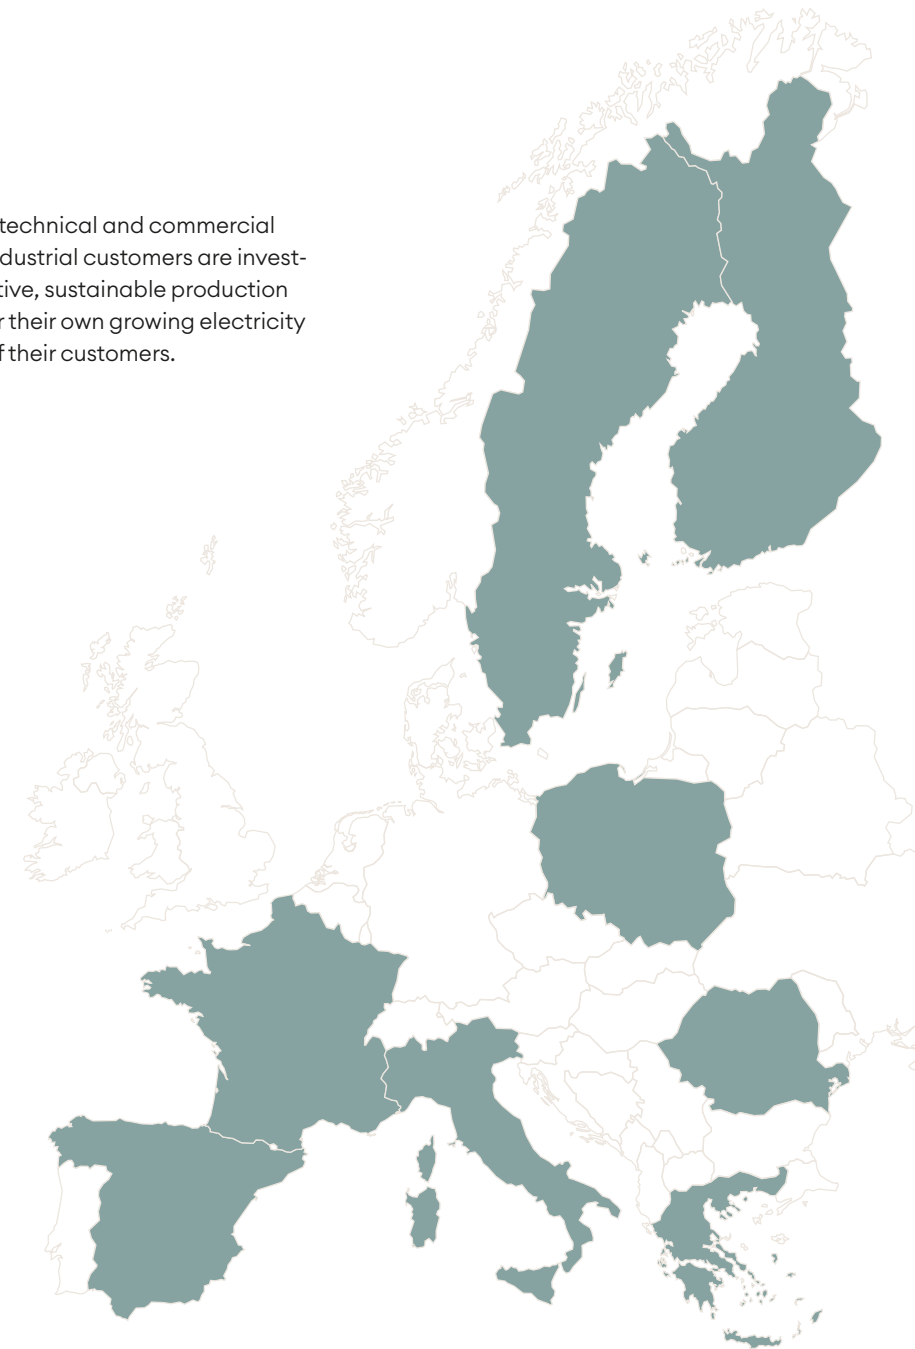 technical and commercial
dustrial customers are invest-
tive, sustainable production
r their own growing electricity
f their customers.